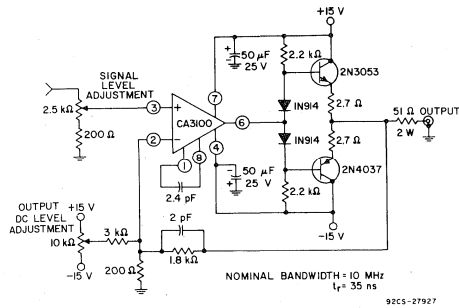 +15 V
50 μF
25 V
2.2 kΩ
2N3053
SIGNAL
LEVEL
ADJUSTMENT
2.5 kΩ
200 Ω
3
+
CA3100
7
6
2
−
1
8
4
IN914
IN914
2.7 Ω
2.7 Ω
51 Ω OUTPUT
2 W
2N4037
50 μF
25 V
2.2 kΩ
2.4 pF
-15 V
OUTPUT
DC LEVEL
ADJUSTMENT
+15 V
10 kΩ
-15 V
3 kΩ
200 Ω
2 pF
1.8 kΩ
NOMINAL BANDWIDTH = 10 MHz
tr = 35 ns
92CS-27927